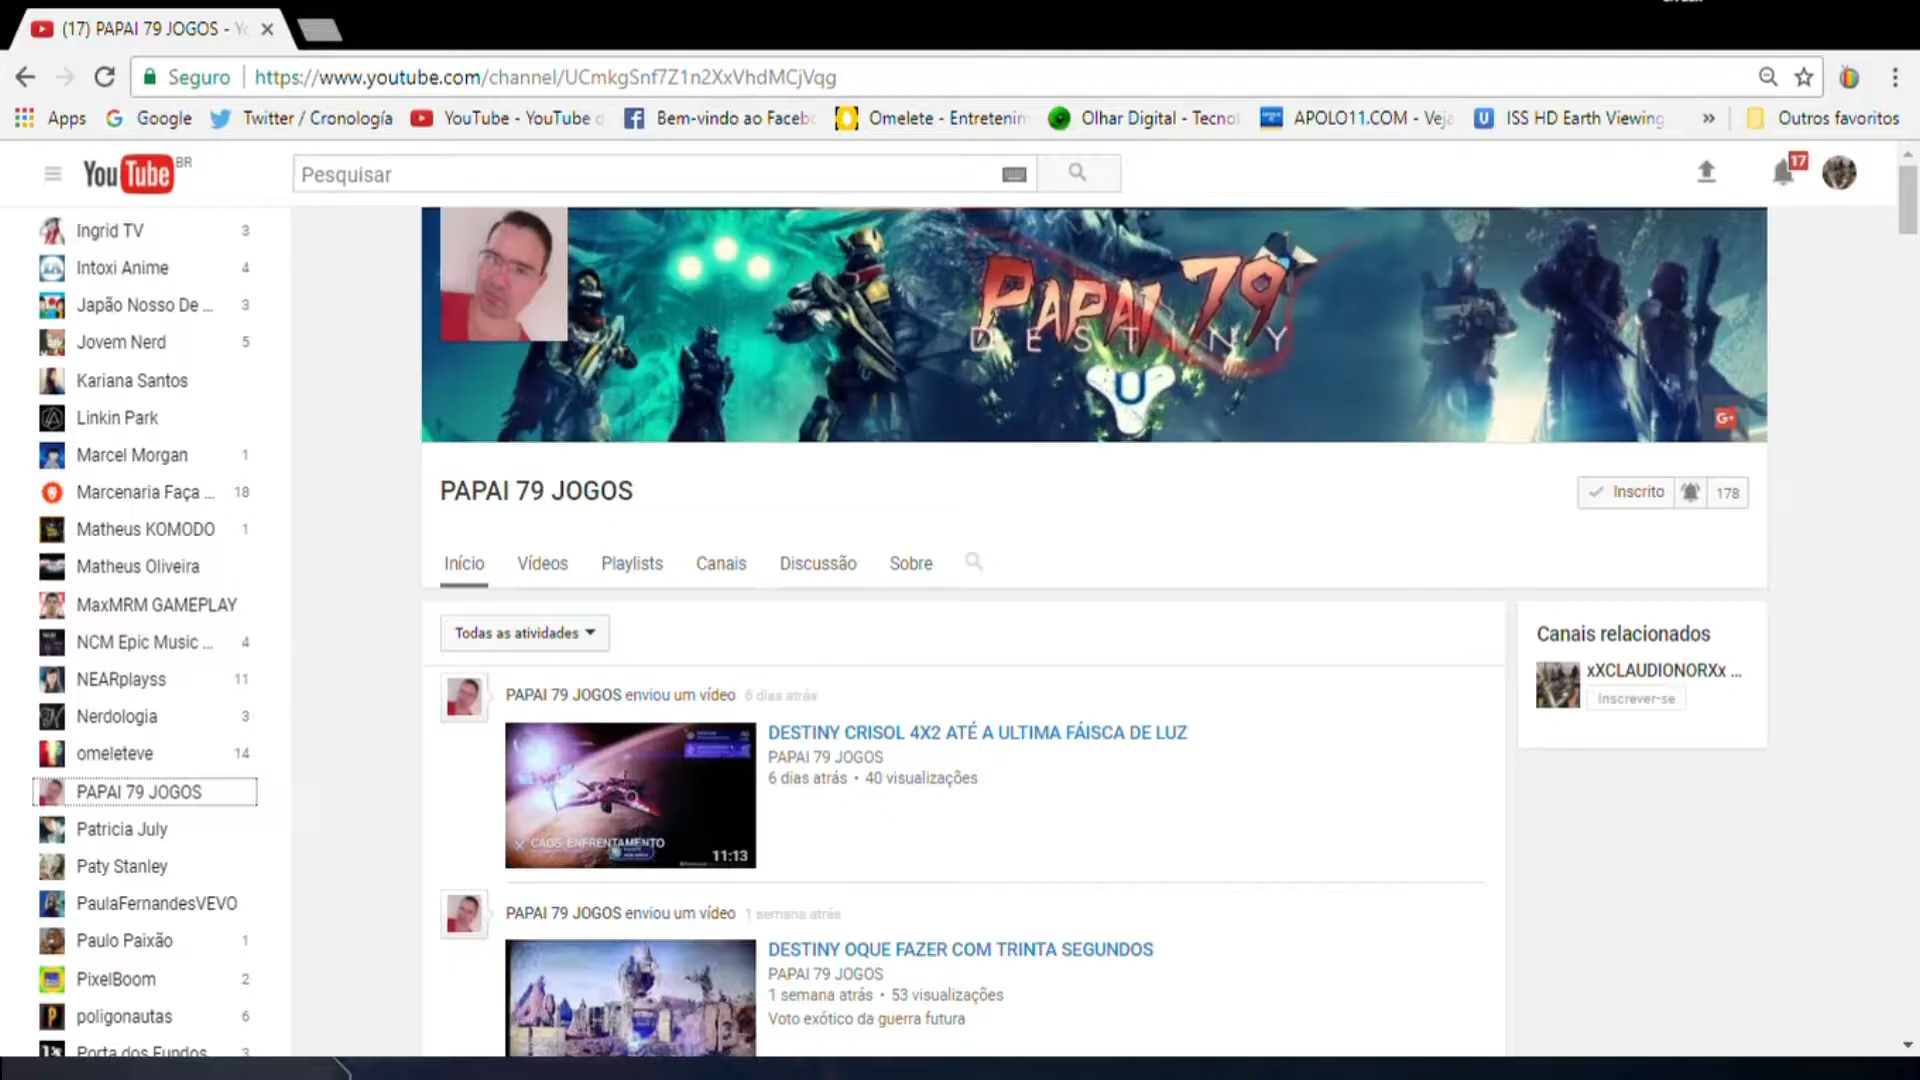 (17) PAPAI 79 JOGOS - Yo
Seguro https://www.youtube.com/channel/UCmkgSnf7Z1n2XxVhdMCjVqg
Apps Google Twitter / Cronología YouTube - YouTube Bem-vindo ao Faceb Omelete - Entretenim Olhar Digital - Tecno APOLO11.COM - Veja ISS HD Earth Viewing » Outros favoritos
YouTube BR Pesquisar 17
Ingrid TV 3
Intoxi Anime 4
Japão Nosso De ... 3
Jovem Nerd 5
Kariana Santos
Linkin Park
Marcel Morgan 1
Marcenaria Faça ... 18
Matheus KOMODO 1
Matheus Oliveira
MaxMRM GAMEPLAY
NCM Epic Music ... 4
NEARplayss 11
Nerdologia 3
omeleteve 14
PAPAI 79 JOGOS
Patricia July
Paty Stanley
PaulaFernandesVEVO
Paulo Paixão 1
PixelBoom 2
poligonautas 6
Porta dos Fundos 3
PAPAI 79
DESTINY
G+
PAPAI 79 JOGOS
Inscrito 178
Início Vídeos Playlists Canais Discussão Sobre
Todas as atividades
PAPAI 79 JOGOS enviou um vídeo 6 dias atrás
CAOS: ENFRENTAMENTO
11:13
DESTINY CRISOL 4X2 ATÉ A ULTIMA FÁISCA DE LUZ
PAPAI 79 JOGOS
6 dias atrás • 40 visualizações
PAPAI 79 JOGOS enviou um vídeo 1 semana atrás
DESTINY OQUE FAZER COM TRINTA SEGUNDOS
PAPAI 79 JOGOS
1 semana atrás • 53 visualizações
Voto exótico da guerra futura
Canais relacionados
xXCLAUDIONORXx ...
Inscrever-se